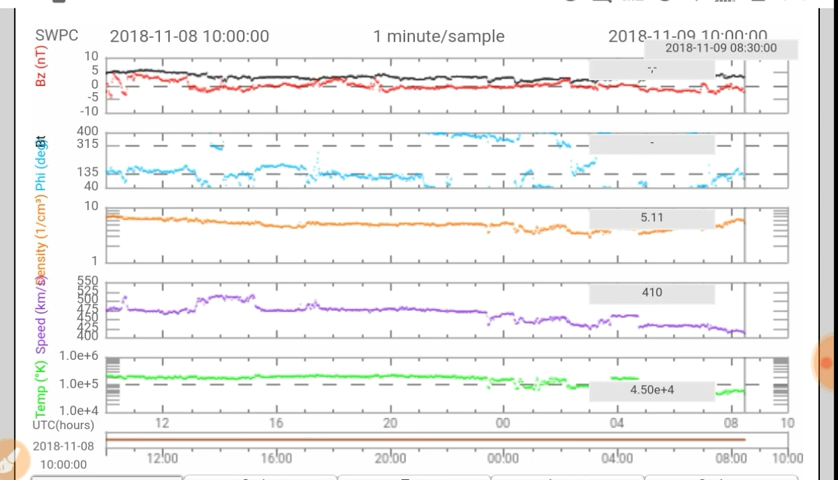 SWPC 2018-11-08 10:00:00 1 minute/sample 2018-11-09 10:00:00
2018-11-09 08:30:00
Bz (nT)
Bt
10
5
0
-5
-10
-,-
Phi (deg)
400
315
135
40
-
Density (1/cm³)
10
1
5.11
Speed (km/s)
550
525
500
475
450
425
400
410
Temp (°K)
1.0e+6
1.0e+5
1.0e+4
4.50e+4
UTC(hours) 12 16 20 00 04 08 10
2018-11-08
10:00:00
12:00 16:00 20:00 00:00 04:00 08:00 10:00